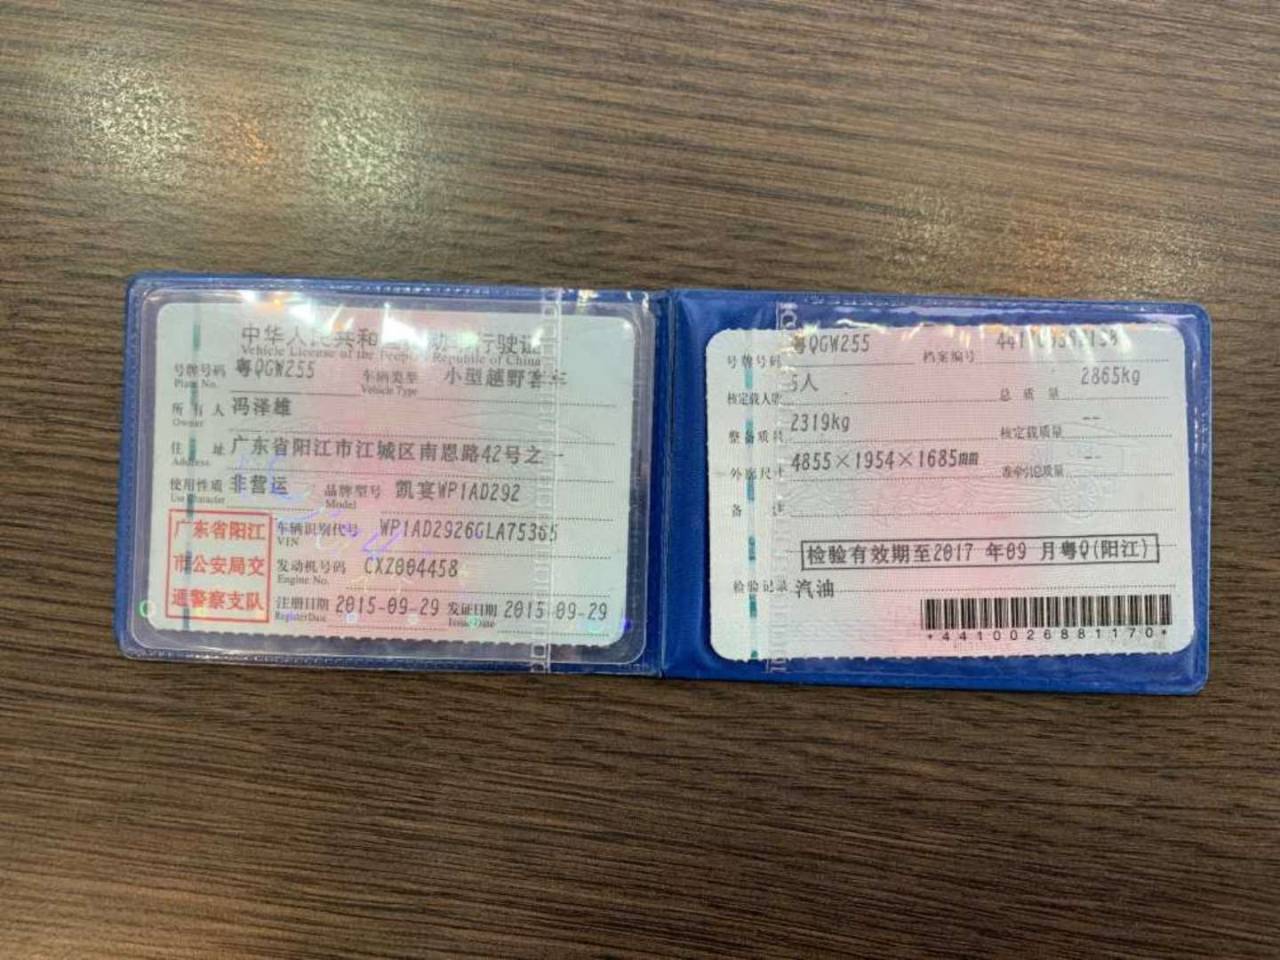 中华人民共和 行驶证
Vehicle License of the People's Republic of China
号牌号码 粤QGW255 车辆类型 小型越野客车
Plate No. Vehicle Type
所有人 冯泽雄
Owner
住 址 广东省阳江市江城区南恩路42号之一
Address
使用性质 非营运 品牌型号 凯宴WP1AD292
Use Character Model
广东省阳江
市公安局交
通警察支队
车辆识别代号 WP1AD2926GLA75365
VIN
发动机号码 CXZ004458
Engine No.
注册日期 2015-09-29 发证日期 2015-09-29
Register Date Issue Date
号牌号码 粤QGW255 档案编号
核定载人数 5人 总质量 2865kg
整备质量 2319kg 核定载质量 --
外廓尺寸 4855×1954×1685mm 准牵引总质量 --
备 注
检验有效期至2017 年09 月粤Q(阳江)
检验记录 汽油
*4410026881170*